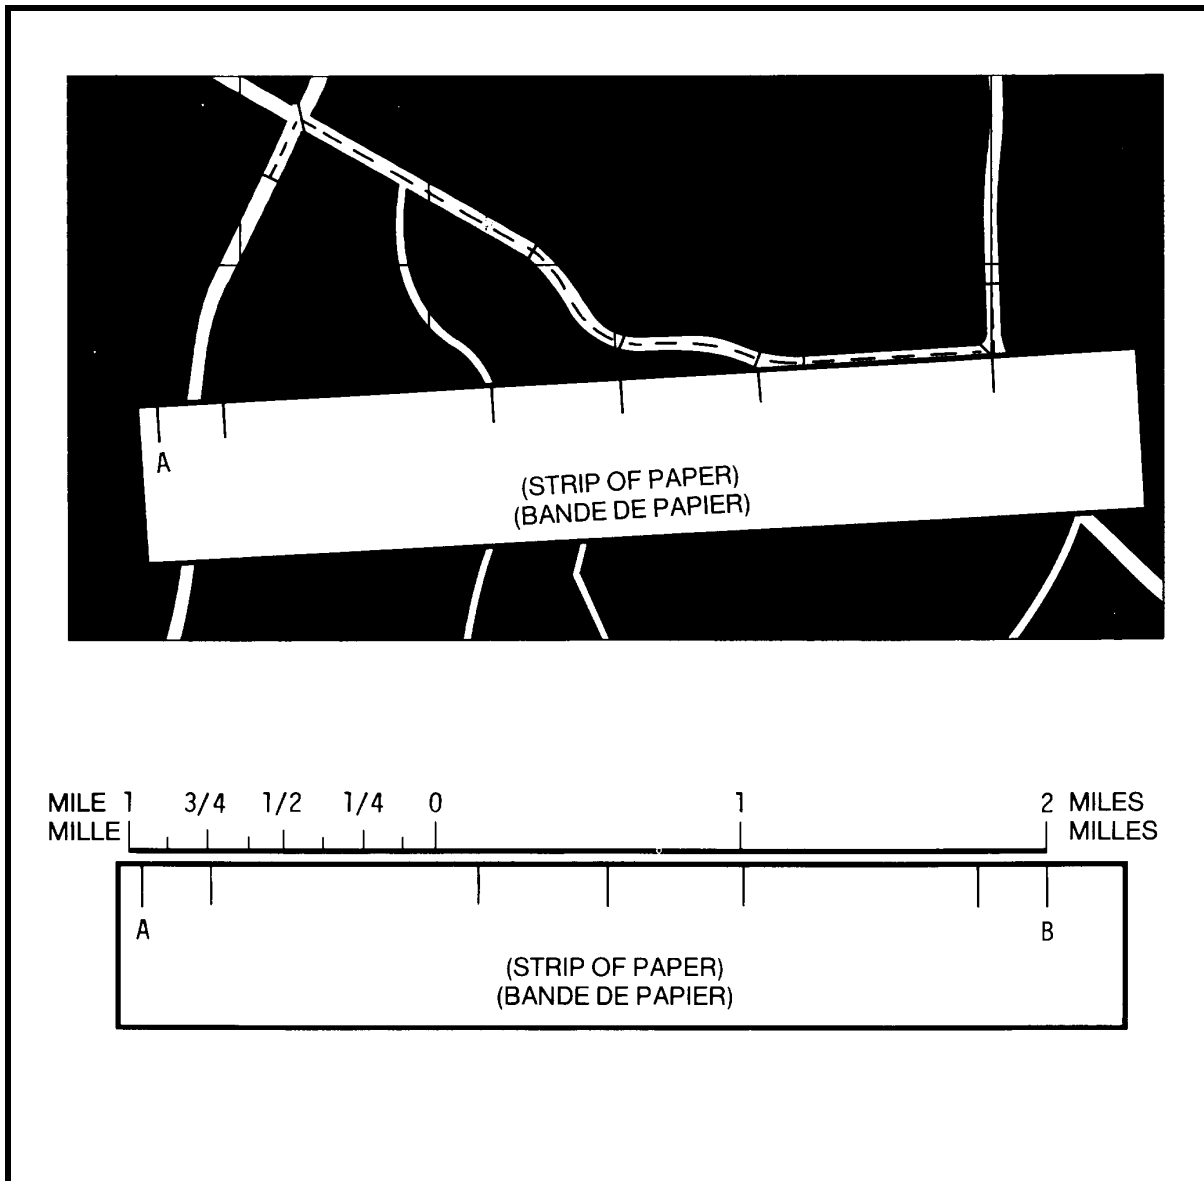 A
(STRIP OF PAPER)
(BANDE DE PAPIER)
MILE 1 3/4 1/2 1/4 0 1 2 MILES
MILLE MILLES
A B
(STRIP OF PAPER)
(BANDE DE PAPIER)